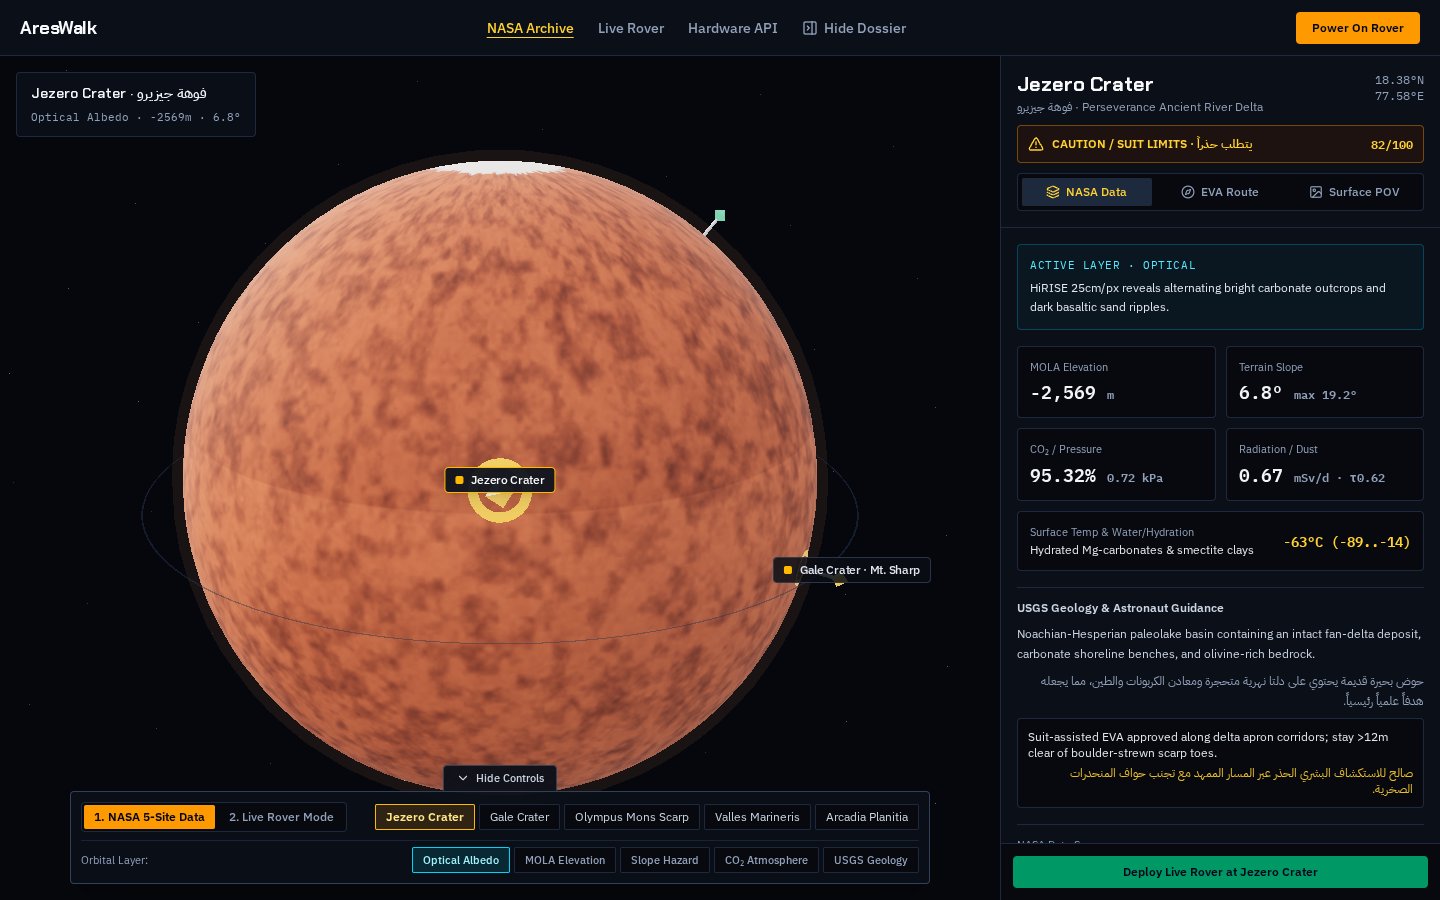 AresWalk
NASA Archive
Live Rover
Hardware API
Hide Dossier
Power On Rover
Jezero Crater · فوهة جيزيرو
Optical Albedo · -2569m · 6.8°
Jezero Crater
Gale Crater · Mt. Sharp
Hide Controls
1. NASA 5-Site Data
2. Live Rover Mode
Jezero Crater
Gale Crater
Olympus Mons Scarp
Valles Marineris
Arcadia Planitia
Orbital Layer:
Optical Albedo
MOLA Elevation
Slope Hazard
CO₂ Atmosphere
USGS Geology
Jezero Crater
18.38°N
77.58°E
فوهة جيزيرو · Perseverance Ancient River Delta
CAUTION / SUIT LIMITS · يتطلب حذراً
82/100
NASA Data
EVA Route
Surface POV
ACTIVE LAYER · OPTICAL
HiRISE 25cm/px reveals alternating bright carbonate outcrops and
dark basaltic sand ripples.
MOLA Elevation
-2,569 m
Terrain Slope
6.8° max 19.2°
CO₂ / Pressure
95.32% 0.72 kPa
Radiation / Dust
0.67 mSv/d · τ0.62
Surface Temp & Water/Hydration
Hydrated Mg-carbonates & smectite clays
-63°C (-89..-14)
USGS Geology & Astronaut Guidance
Noachian-Hesperian paleolake basin containing an intact fan-delta deposit,
carbonate shoreline benches, and olivine-rich bedrock.
حوض بحيرة قديمة يحتوي على دلتا نهرية متحجرة ومعادن الكربونات والطين، مما يجعله
هدفاً علمياً رئيسياً.
Suit-assisted EVA approved along delta apron corridors; stay >12m
clear of boulder-strewn scarp toes.
صالح للاستكشاف البشري الحذر عبر المسار الممهد مع تجنب حواف المنحدرات
الصخرية.
Deploy Live Rover at Jezero Crater